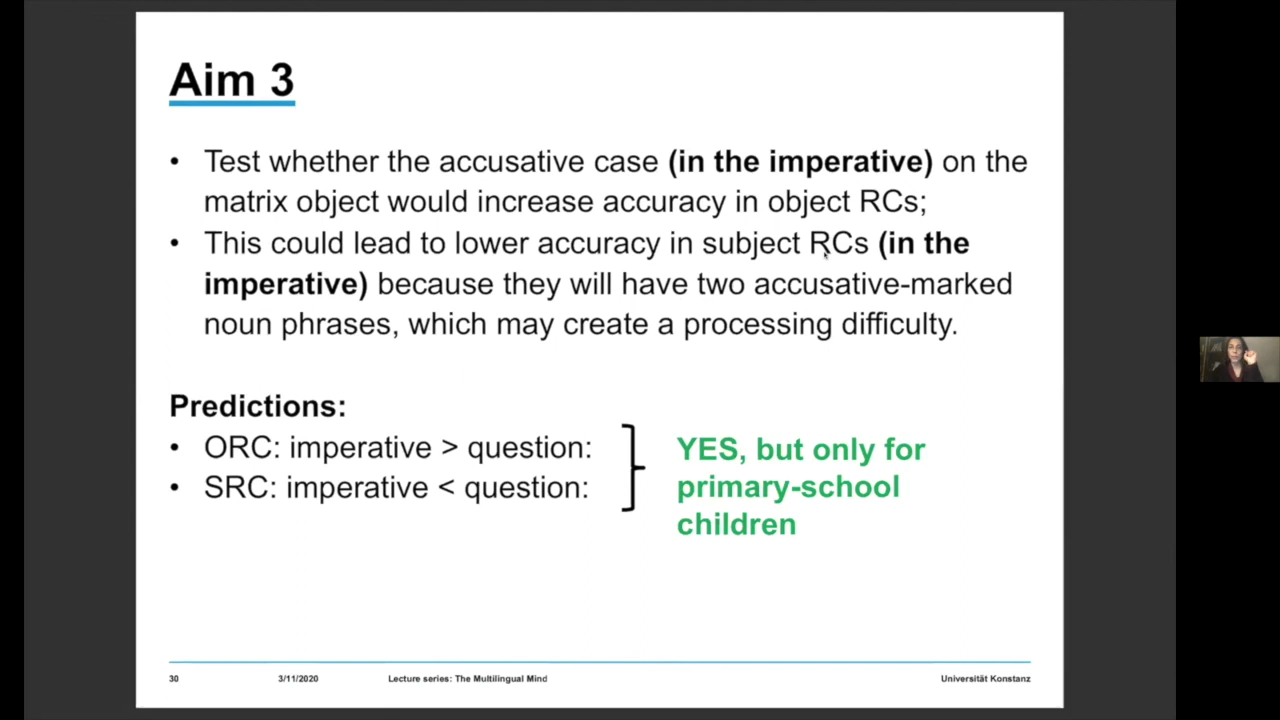 Aim 3
• Test whether the accusative case (in the imperative) on the
matrix object would increase accuracy in object RCs;
• This could lead to lower accuracy in subject RCs (in the
imperative) because they will have two accusative-marked
noun phrases, which may create a processing difficulty.
Predictions:
• ORC: imperative > question:
• SRC: imperative < question:
YES, but only for
primary-school
children
30 3/11/2020 Lecture series: The Multilingual Mind Universität Konstanz